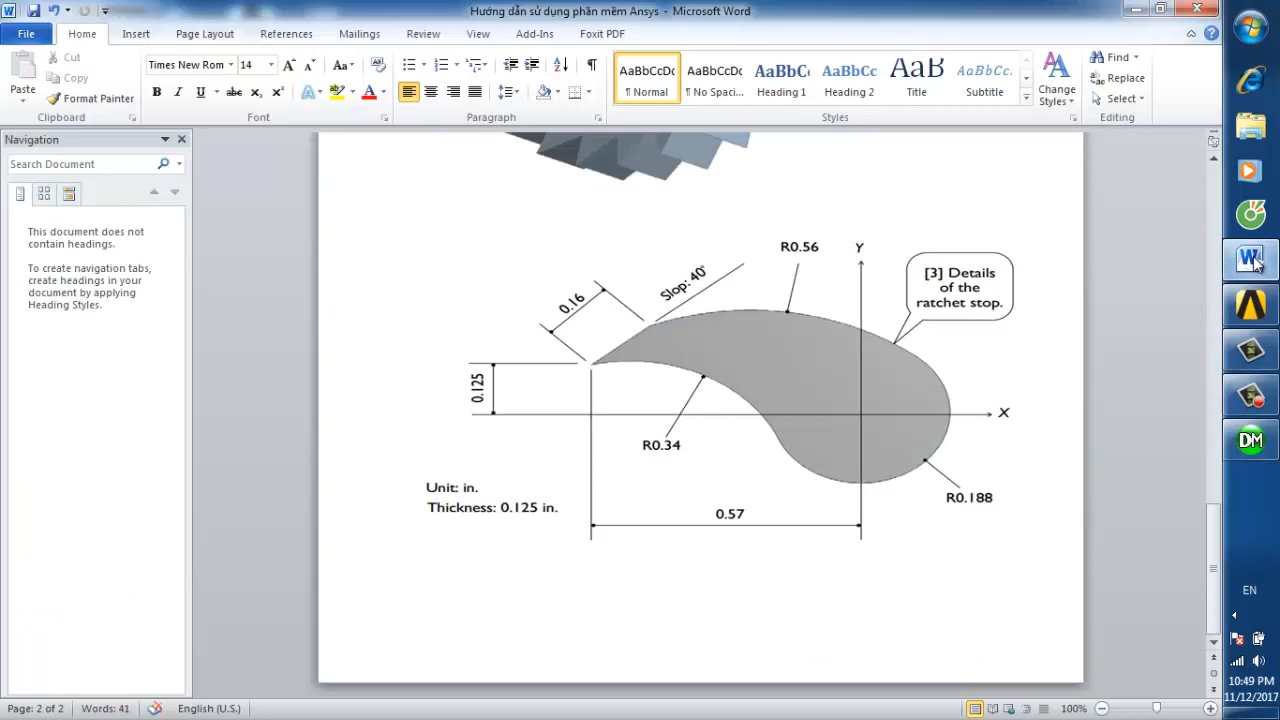 Hướng dẫn sử dụng phần mềm Ansys - Microsoft Word
File Home Insert Page Layout References Mailings Review View Add-Ins Foxit PDF
Cut
Copy
Format Painter
Paste
Clipboard
Times New Rom 14
Font
Paragraph
AaBbCcDc AaBbCcDc AaBbCc AaBbCc AaB AaBbCcDc
¶ Normal ¶ No Spaci... Heading 1 Heading 2 Title Subtitle
Change
Styles
Styles
Find
Replace
Select
Editing
Navigation
Search Document
This document does not
contain headings.
To create navigation tabs,
create headings in your
document by applying
Heading Styles.
R0.56
Y
[3] Details
of the
ratchet stop.
Slop: 40°
0.16
0.125
X
R0.34
R0.188
Unit: in.
Thickness: 0.125 in.
0.57
DM
EN
10:49 PM
11/12/2017
Page: 2 of 2 Words: 41 English (U.S.) 100%